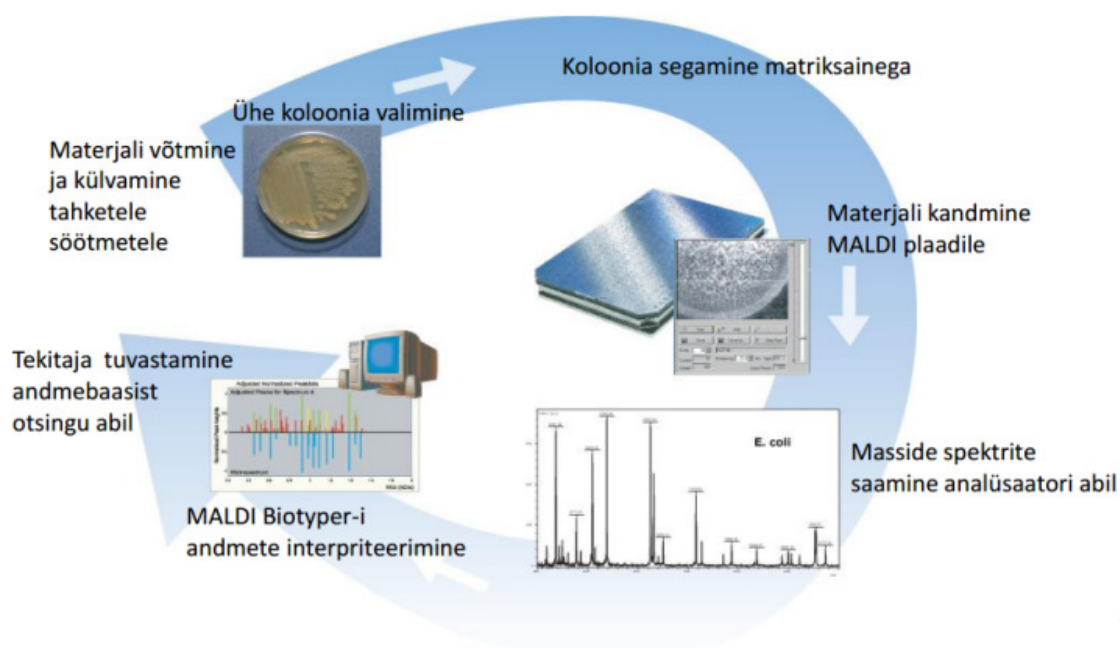 Koloonia segamine matriksainega
Ühe koloonia valimine
Materjali võtmine
ja külvamine
tahketele
söötmetele
Materjali kandmine
MALDI plaadile
Tekitaja tuvastamine
andmebaasist
otsingu abil
E. coli
Masside spektrite
saamine analüsaatori abil
MALDI Biotyper-i
andmete interpriteerimine